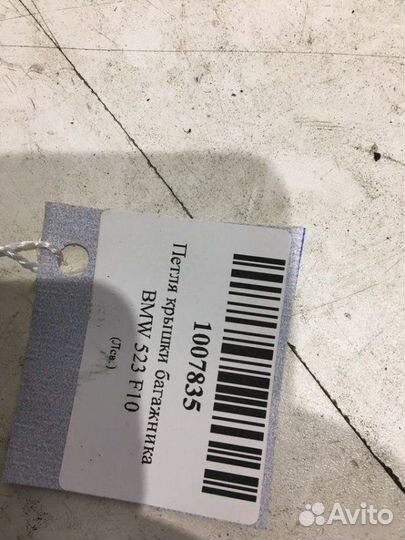 1007835
Петля крышки багажника
BMW 523 F10
(Лев.)
Avito